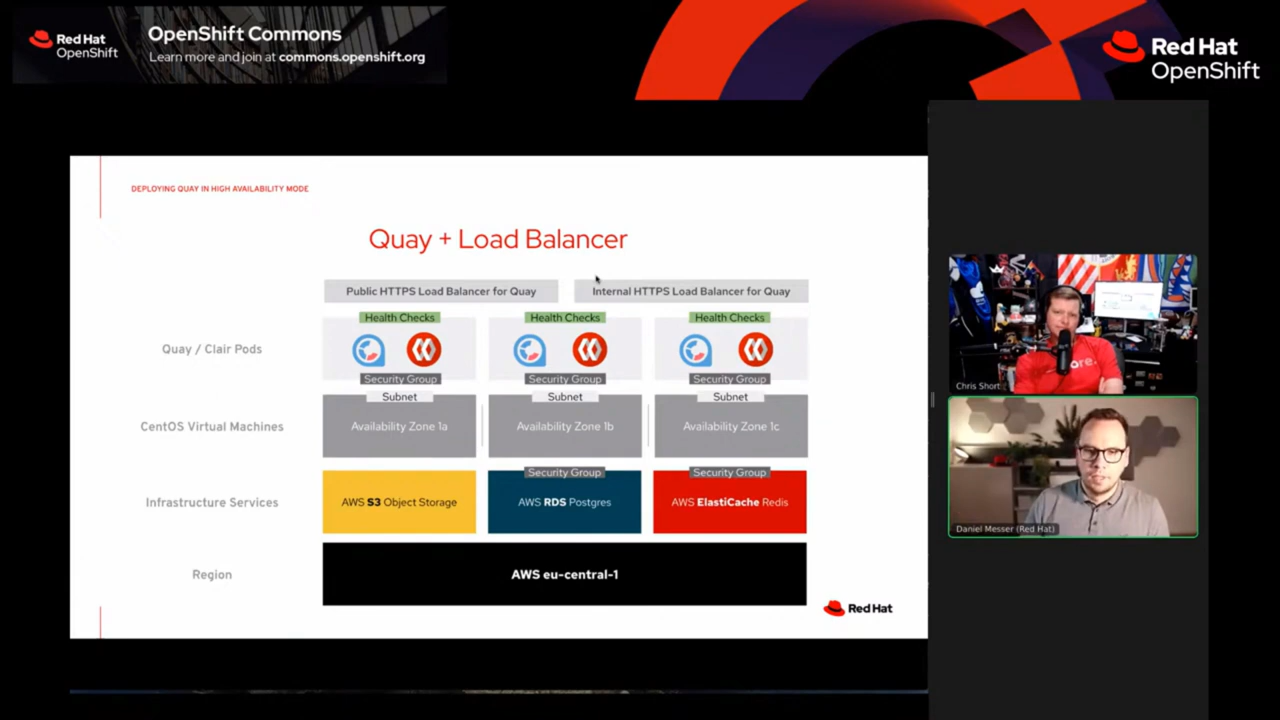 Red Hat
OpenShift
OpenShift Commons
Learn more and join at commons.openshift.org
Red Hat
OpenShift
DEPLOYING QUAY IN HIGH AVAILABILITY MODE
Quay + Load Balancer
Public HTTPS Load Balancer for Quay
Internal HTTPS Load Balancer for Quay
Health Checks
Health Checks
Health Checks
Quay / Clair Pods
Security Group
Security Group
Security Group
Subnet
Subnet
Subnet
CentOS Virtual Machines
Availability Zone 1a
Availability Zone 1b
Availability Zone 1c
Security Group
Security Group
Infrastructure Services
AWS S3 Object Storage
AWS RDS Postgres
AWS ElastiCache Redis
Region
AWS eu-central-1
Red Hat
Chris Short
Daniel Messer (Red Hat)